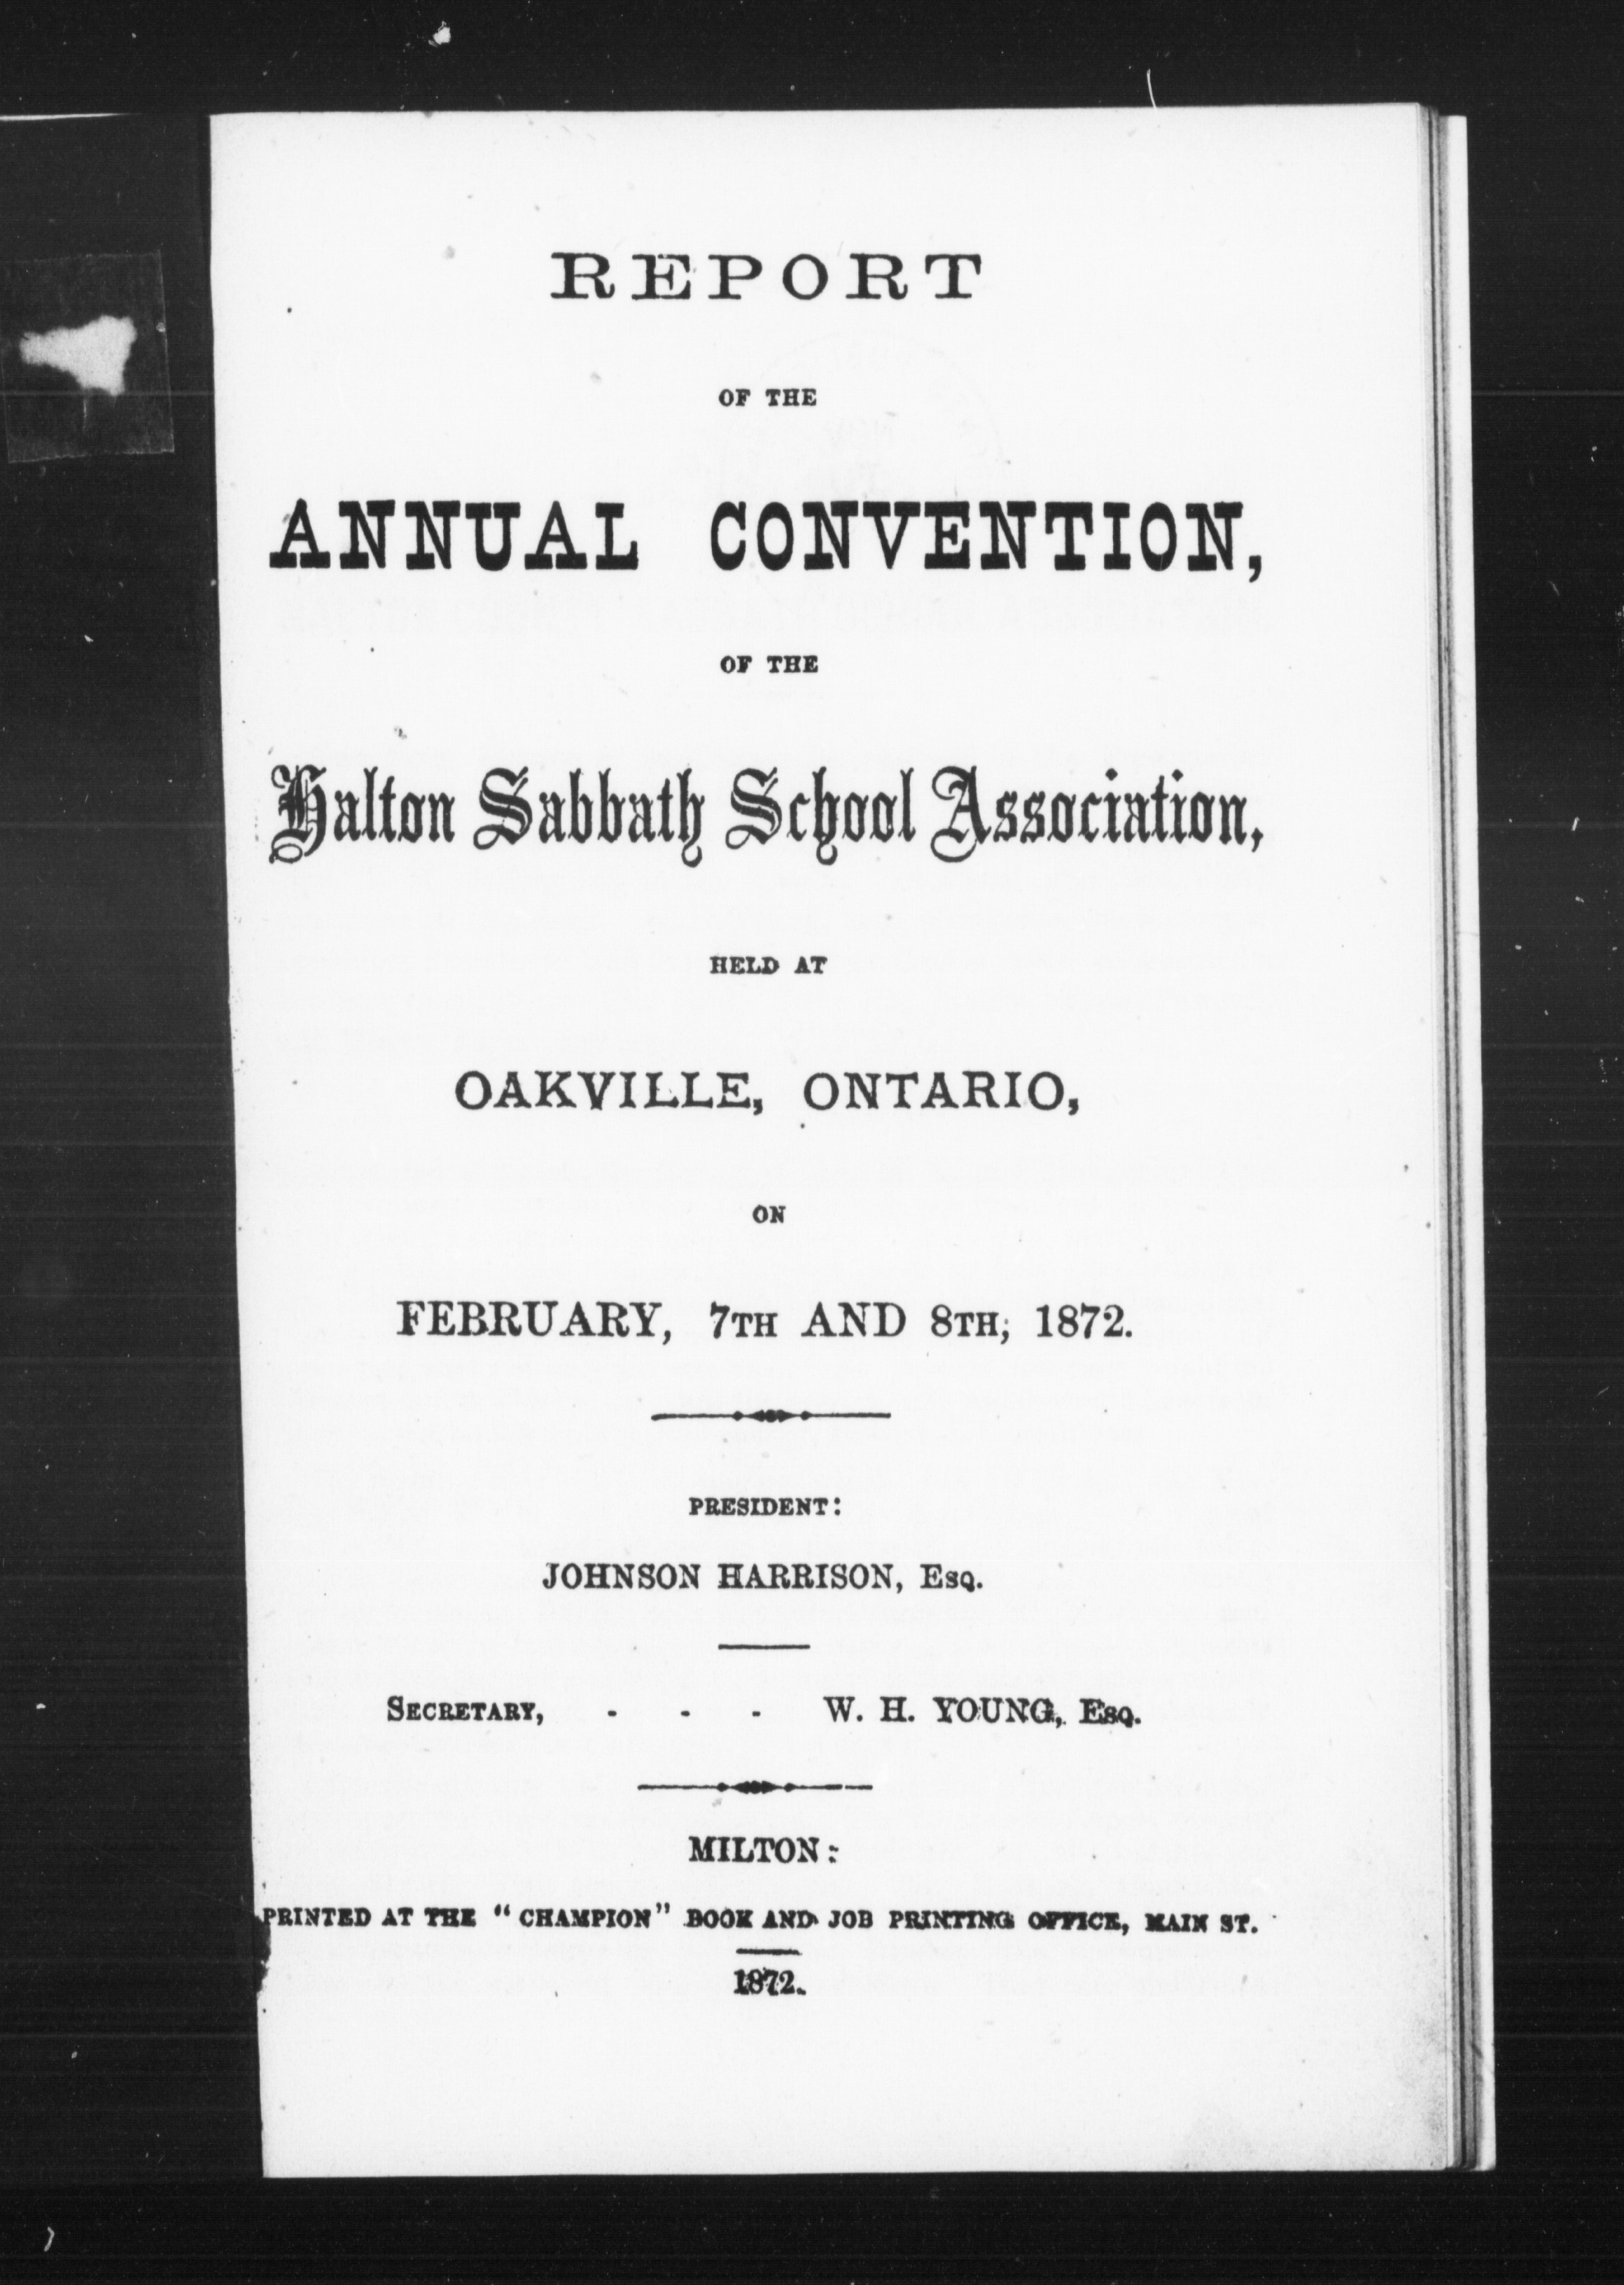 REPORT
OF THE
ANNUAL CONVENTION,
OF THE
Halton Sabbath School Association,
HELD AT
OAKVILLE, ONTARIO,
ON
FEBRUARY, 7TH AND 8TH, 1872.
PRESIDENT:
JOHNSON HARRISON, Esq.
Secretary, - - - W. H. YOUNG, Esq.
MILTON:
PRINTED AT THE "CHAMPION" BOOK AND JOB PRINTING OFFICE, MAIN ST.
1872.